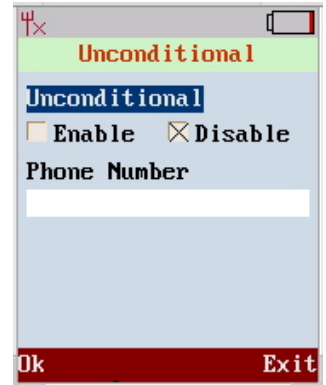 Unconditional
Unconditional
Enable Disable
Phone Number
Ok Exit